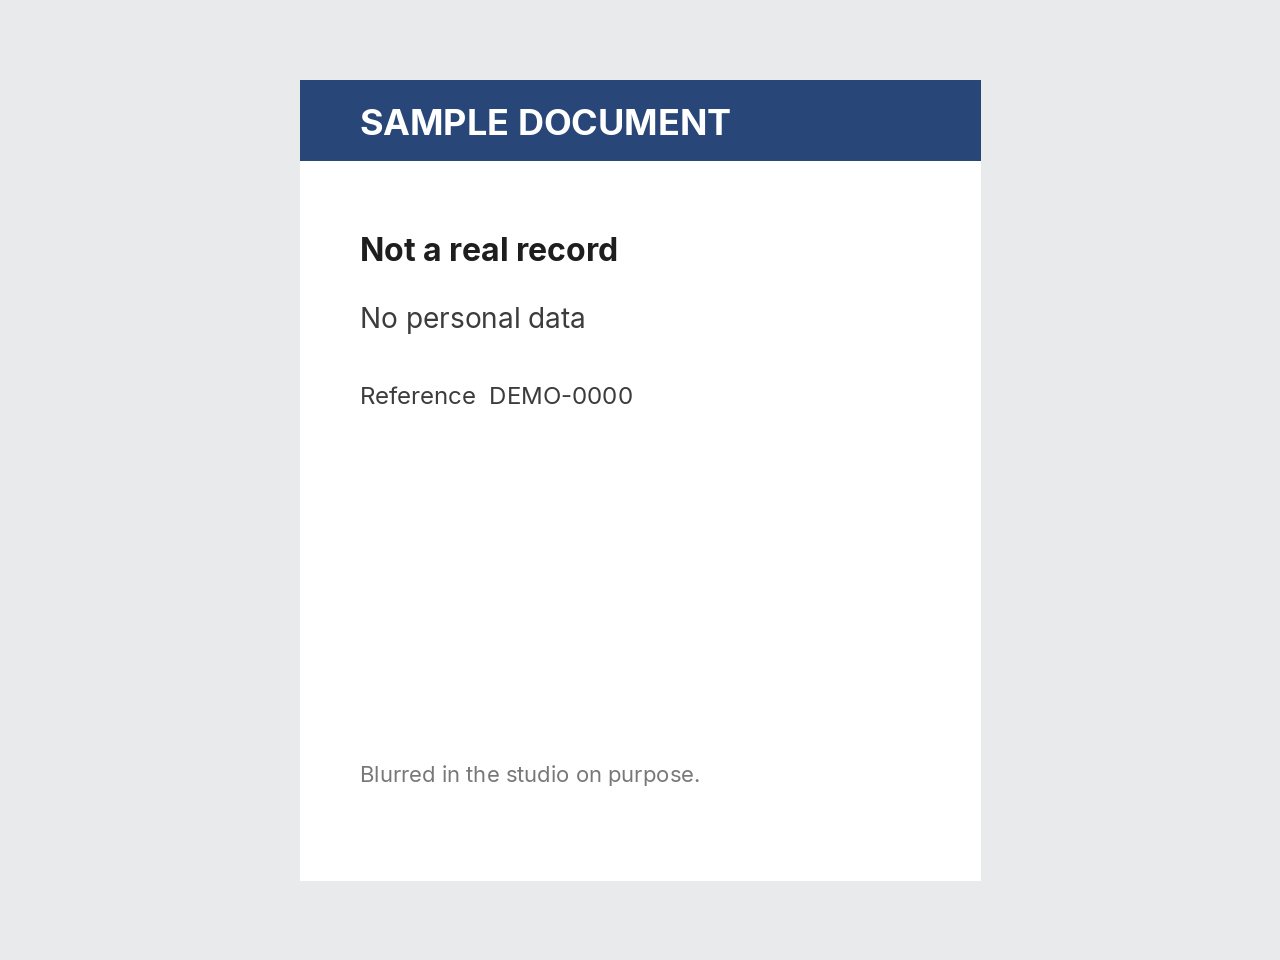 SAMPLE DOCUMENT
Not a real record
No personal data
Reference DEMO-0000
Blurred in the studio on purpose.